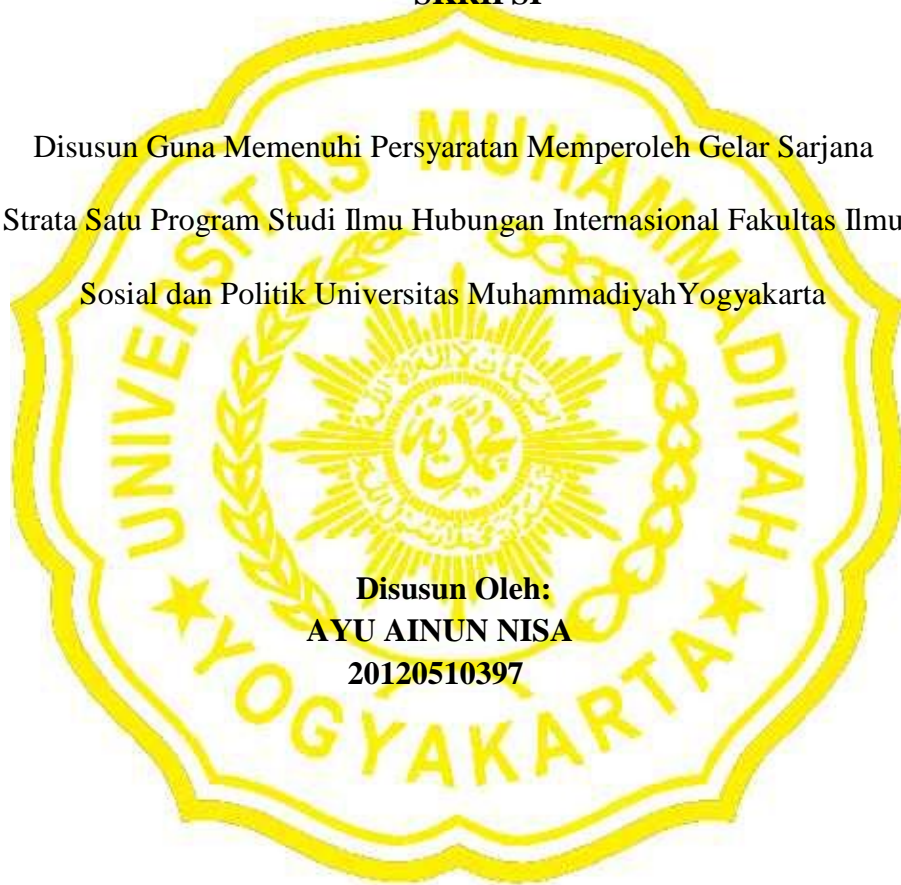 SKRIPSI
Disusun Guna Memenuhi Persyaratan Memperoleh Gelar Sarjana
Strata Satu Program Studi Ilmu Hubungan Internasional Fakultas Ilmu
Sosial dan Politik Universitas MuhammadiyahYogyakarta
UNIVERSITAS MUHAMMADIYAH
★ YOGYAKARTA ★
Disusun Oleh:
AYU AINUN NISA
20120510397